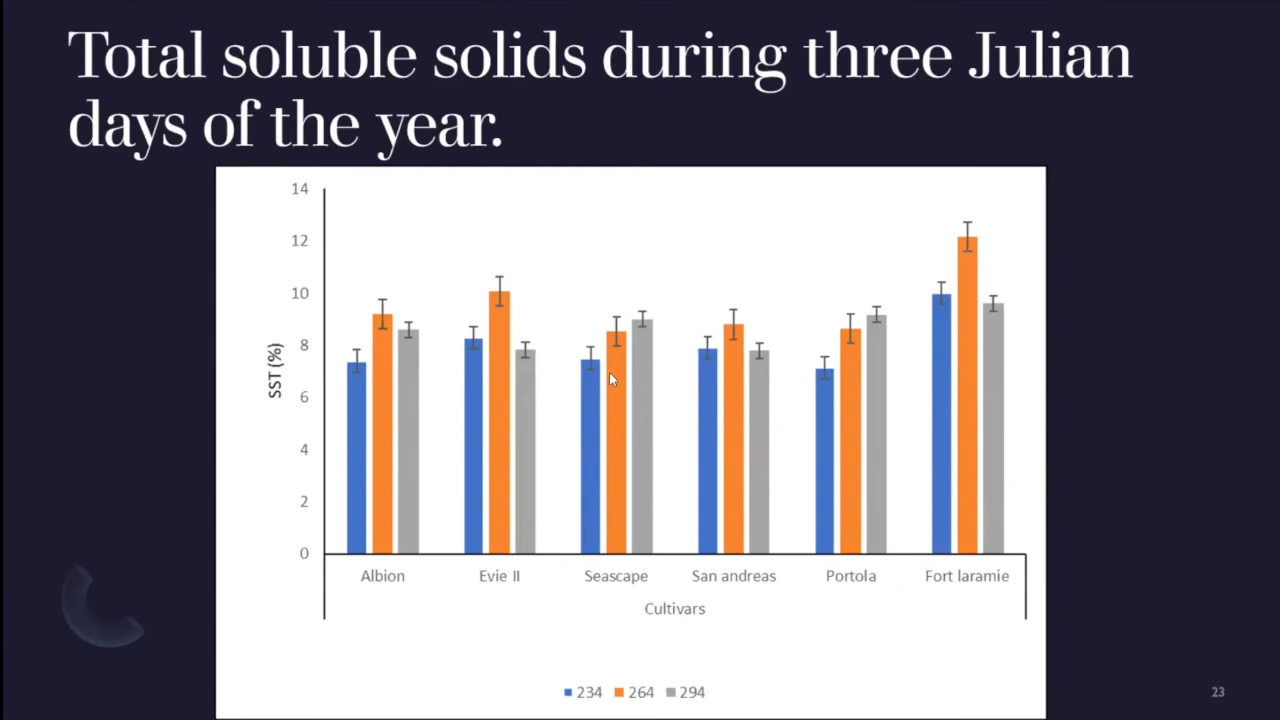 Total soluble solids during three Julian
days of the year.
14
12
10
8
6
4
2
0
SST (%)
Albion Evie II Seascape San andreas Portola Fort laramie
Cultivars
234 264 294
23